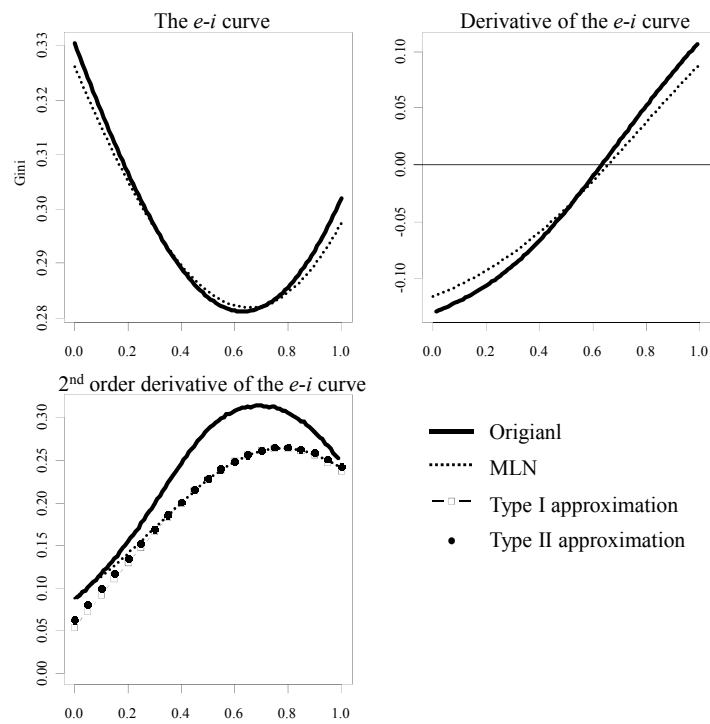 The e-i curve
Derivative of the e-i curve
Gini
0.33
0.32
0.31
0.30
0.29
0.28
0.0 0.2 0.4 0.6 0.8 1.0
0.10
0.05
0.00
-0.05
-0.10
0.0 0.2 0.4 0.6 0.8 1.0
2nd order derivative of the e-i curve
0.30
0.25
0.20
0.15
0.10
0.05
0.00
0.0 0.2 0.4 0.6 0.8 1.0
Origianl
MLN
Type I approximation
Type II approximation